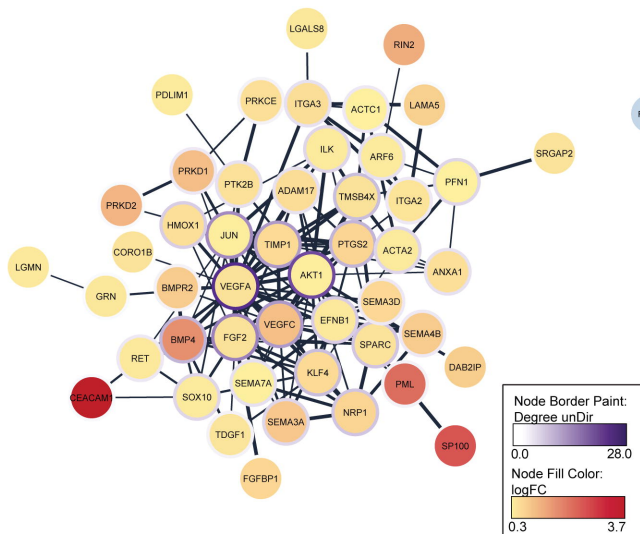 LGALS8
RIN2
PDLIM1
PRKCE
ITGA3
ACTC1
LAMA5
ILK
ARF6
SRGAP2
PRKD1
PTK2B
ADAM17
TMSB4X
ITGA2
PFN1
PRKD2
HMOX1
JUN
TIMP1
PTGS2
ACTA2
CORO1B
LGMN
GRN
BMPR2
VEGFA
AKT1
ANXA1
SEMA3D
BMP4
FGF2
VEGFC
EFNB1
SPARC
SEMA4B
RET
DAB2IP
CEACAM1
SOX10
SEMA7A
KLF4
PML
TDGF1
SEMA3A
NRP1
SP100
FGFBP1
Node Border Paint:
Degree unDir
0.0 28.0
Node Fill Color:
logFC
0.3 3.7